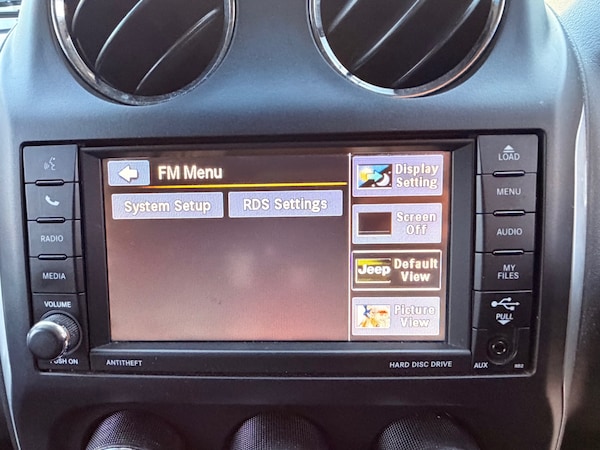 LOAD
MENU
AUDIO
MY
FILES
PULL
AUX
RADIO
MEDIA
VOLUME
PUSH ON
ANTITHEFT
HARD DISC DRIVE
FM Menu
System Setup
RDS Settings
Display
Setting
Screen
Off
Jeep
Default
View
Picture
View